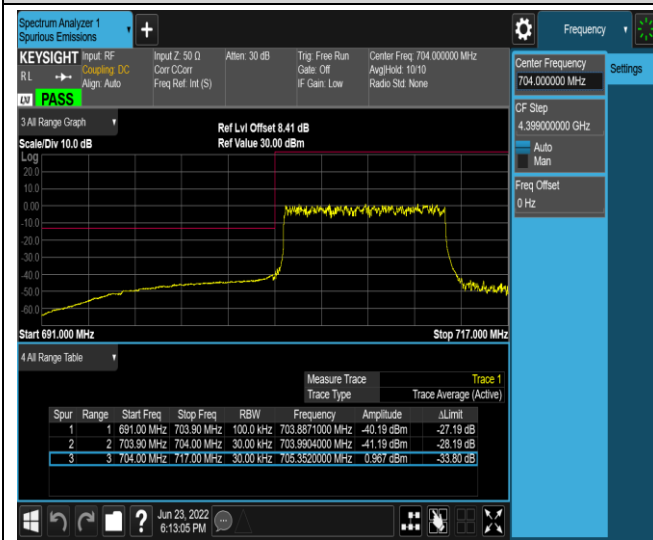 Spectrum Analyzer 1
Spurious Emissions
+
Frequency
KEYSIGHT Input: RF Input Z: 50 Ω Atten: 30 dB Trig: Free Run Center Freq: 704.000000 MHz
RL Coupling: DC Corr CCorr Gate: Off Avg|Hold: 10/10
Align: Auto Freq Ref: Int (S) IF Gain: Low Radio Std: None
LXI PASS
3 All Range Graph
Ref Lvl Offset 8.41 dB
Scale/Div 10.0 dB Ref Value 30.00 dBm
Log
20.0
10.0
0.00
-10.0
-20.0
-30.0
-40.0
-50.0
-60.0
Start 691.000 MHz Stop 717.000 MHz
4 All Range Table
Measure Trace Trace 1
Trace Type Trace Average (Active)
Spur Range Start Freq Stop Freq RBW Frequency Amplitude ΔLimit
1 1 691.00 MHz 703.90 MHz 100.0 kHz 703.8871000 MHz -40.19 dBm -27.19 dB
2 2 703.90 MHz 704.00 MHz 30.00 kHz 703.9904000 MHz -41.19 dBm -28.19 dB
3 3 704.00 MHz 717.00 MHz 30.00 kHz 705.3520000 MHz 0.967 dBm -33.80 dB
Jun 23, 2022
6:13:05 PM
Center Frequency
704.000000 MHz
Settings
CF Step
4.399000000 GHz
Auto
Man
Freq Offset
0 Hz